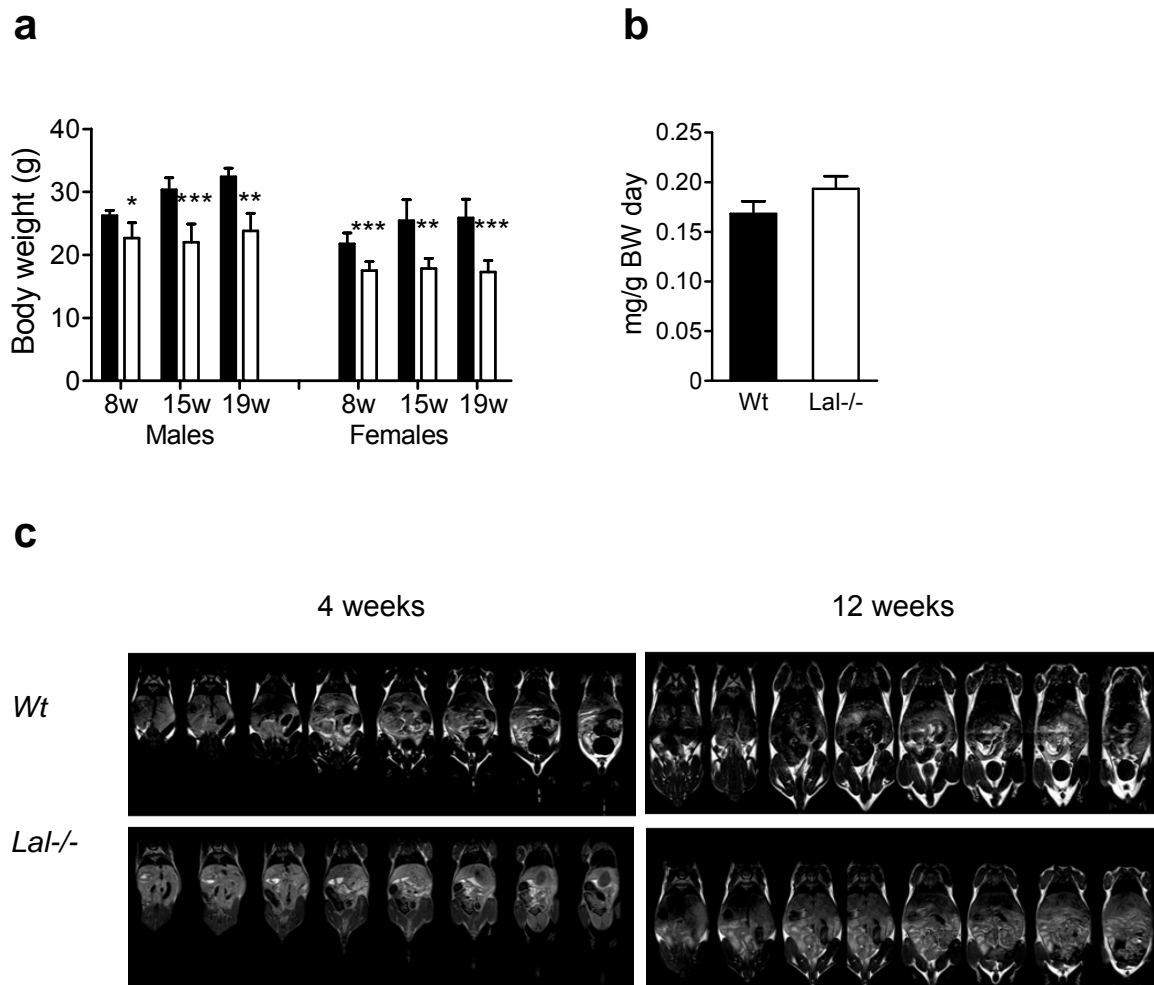 a
Body weight (g)
40
30
20
10
0
* *** ** *** ** ***
8w 15w 19w 8w 15w 19w
Males Females
b
mg/g BW day
0.25
0.20
0.15
0.10
0.05
0
Wt Lal-/-
c
4 weeks 12 weeks
Wt
Lal-/-